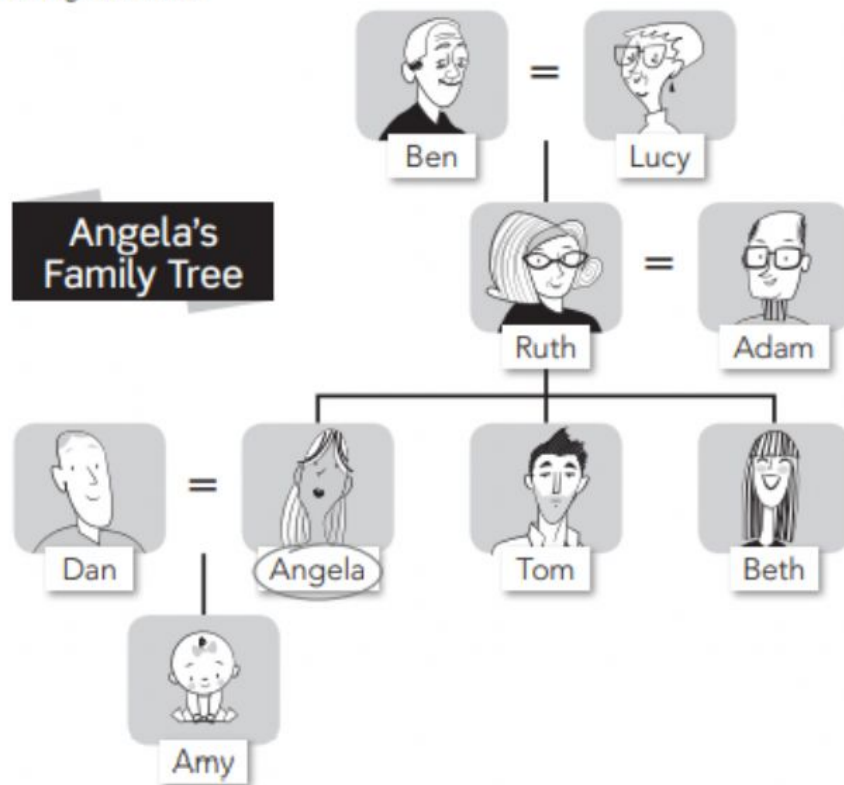 Ben
Lucy
Angela's
Family Tree
=
Ruth
Adam
=
Dan
Angela
Tom
Beth
=
Amy